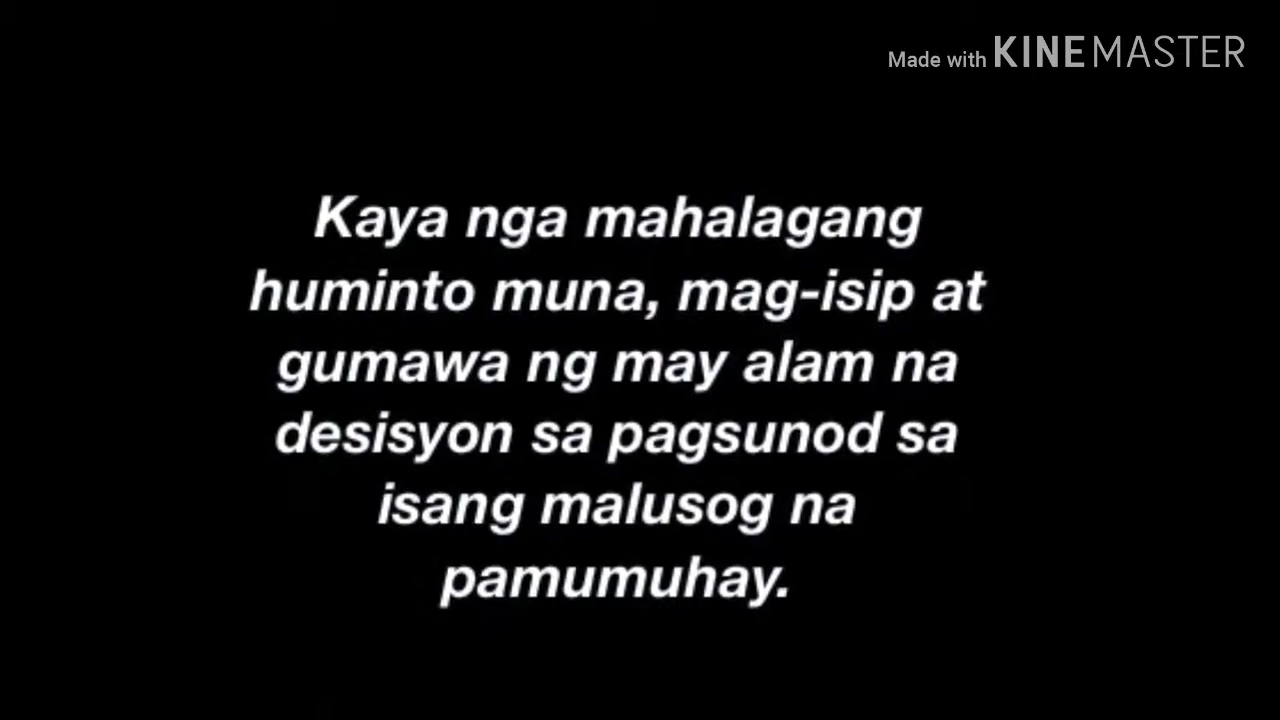 Made with KINEMASTER
Kaya nga mahalagang
huminto muna, mag-isip at
gumawa ng may alam na
desisyon sa pagsunod sa
isang malusog na
pamumuhay.